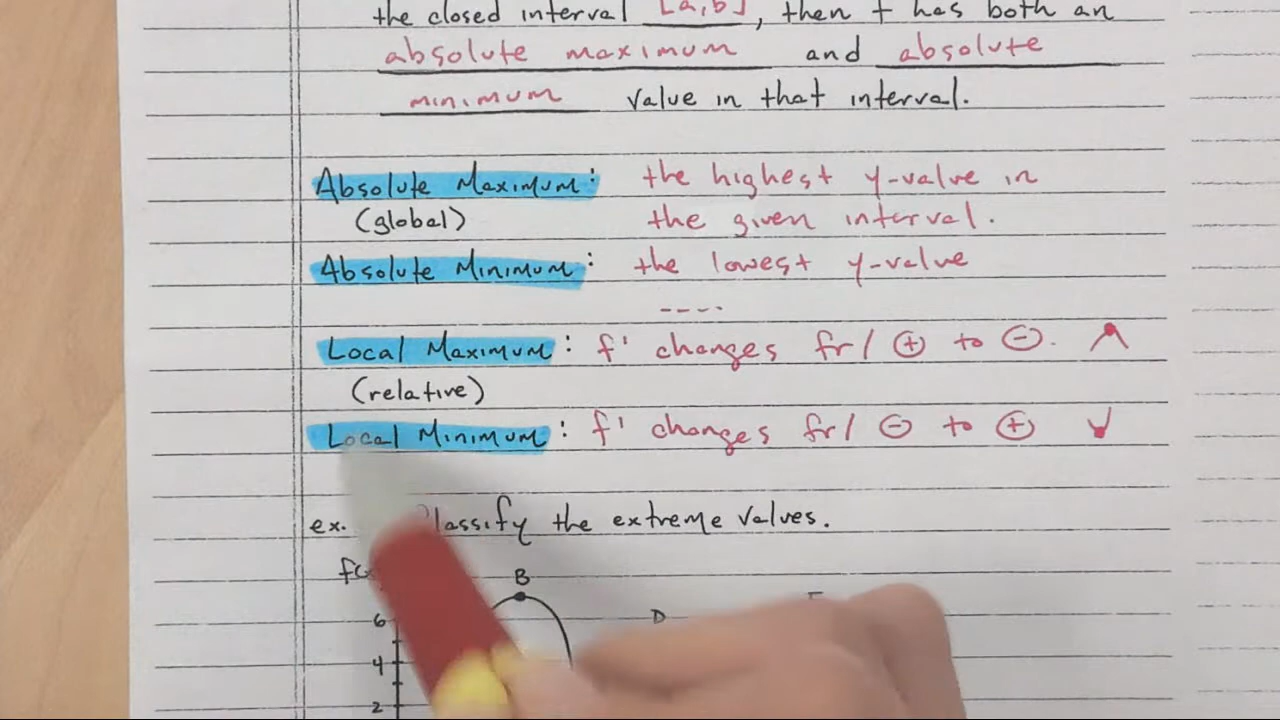 the closed interval [a,b], then f has both an
absolute maximum and absolute
minimum value in that interval.
Absolute Maximum: the highest y-value in
(global) the given interval.
Absolute Minimum: the lowest y-value
....
Local Maximum: f' changes fr/ ⊕ to ⊖.
(relative)
Local Minimum: f' changes fr/ ⊖ to ⊕
ex. Classify the extreme values.
B
6 D
4
2